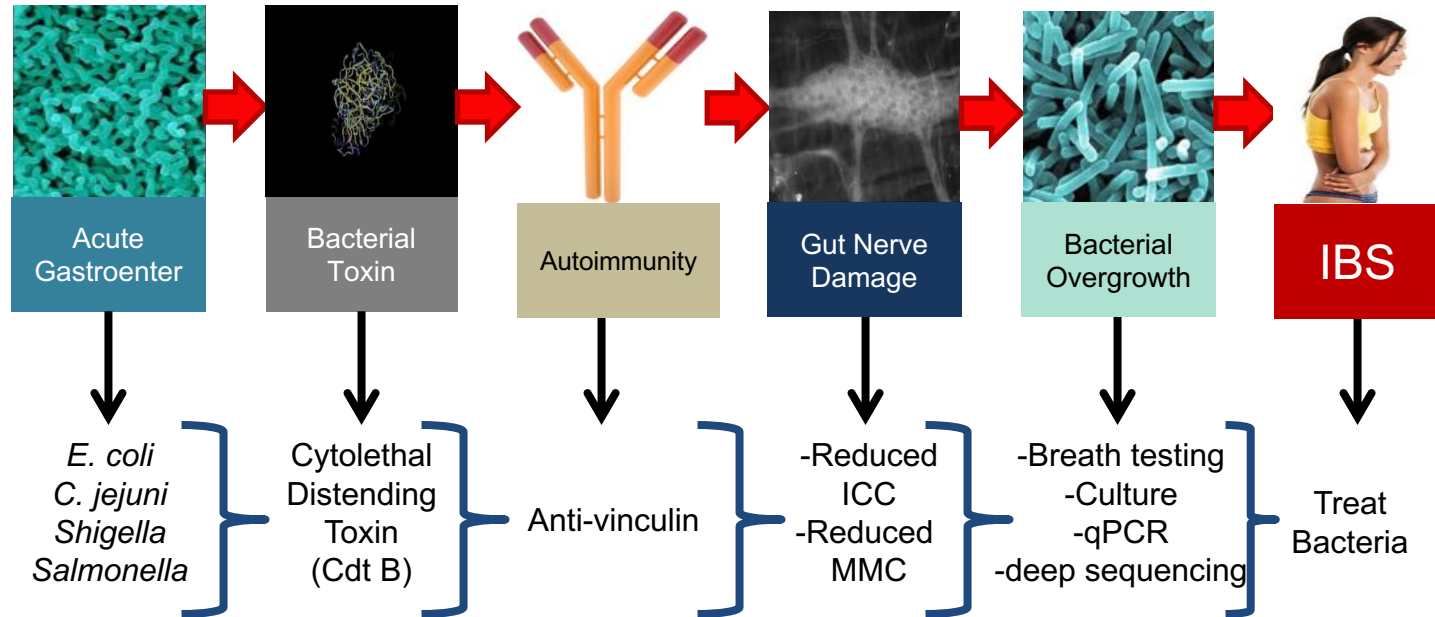 Acute
Gastroenter
Bacterial
Toxin
Autoimmunity
Gut Nerve
Damage
Bacterial
Overgrowth
IBS
E. coli
C. jejuni
Shigella
Salmonella
Cytolethal
Distending
Toxin
(Cdt B)
Anti-vinculin
-Reduced
ICC
-Reduced
MMC
-Breath testing
-Culture
-qPCR
-deep sequencing
Treat
Bacteria